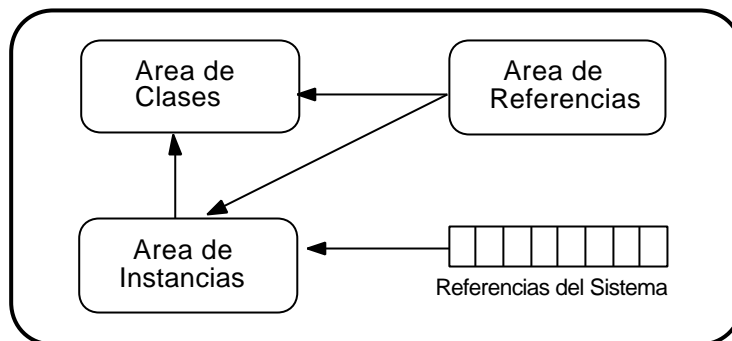 Area de
Clases
Area de
Referencias
Area de
Instancias
Referencias del Sistema